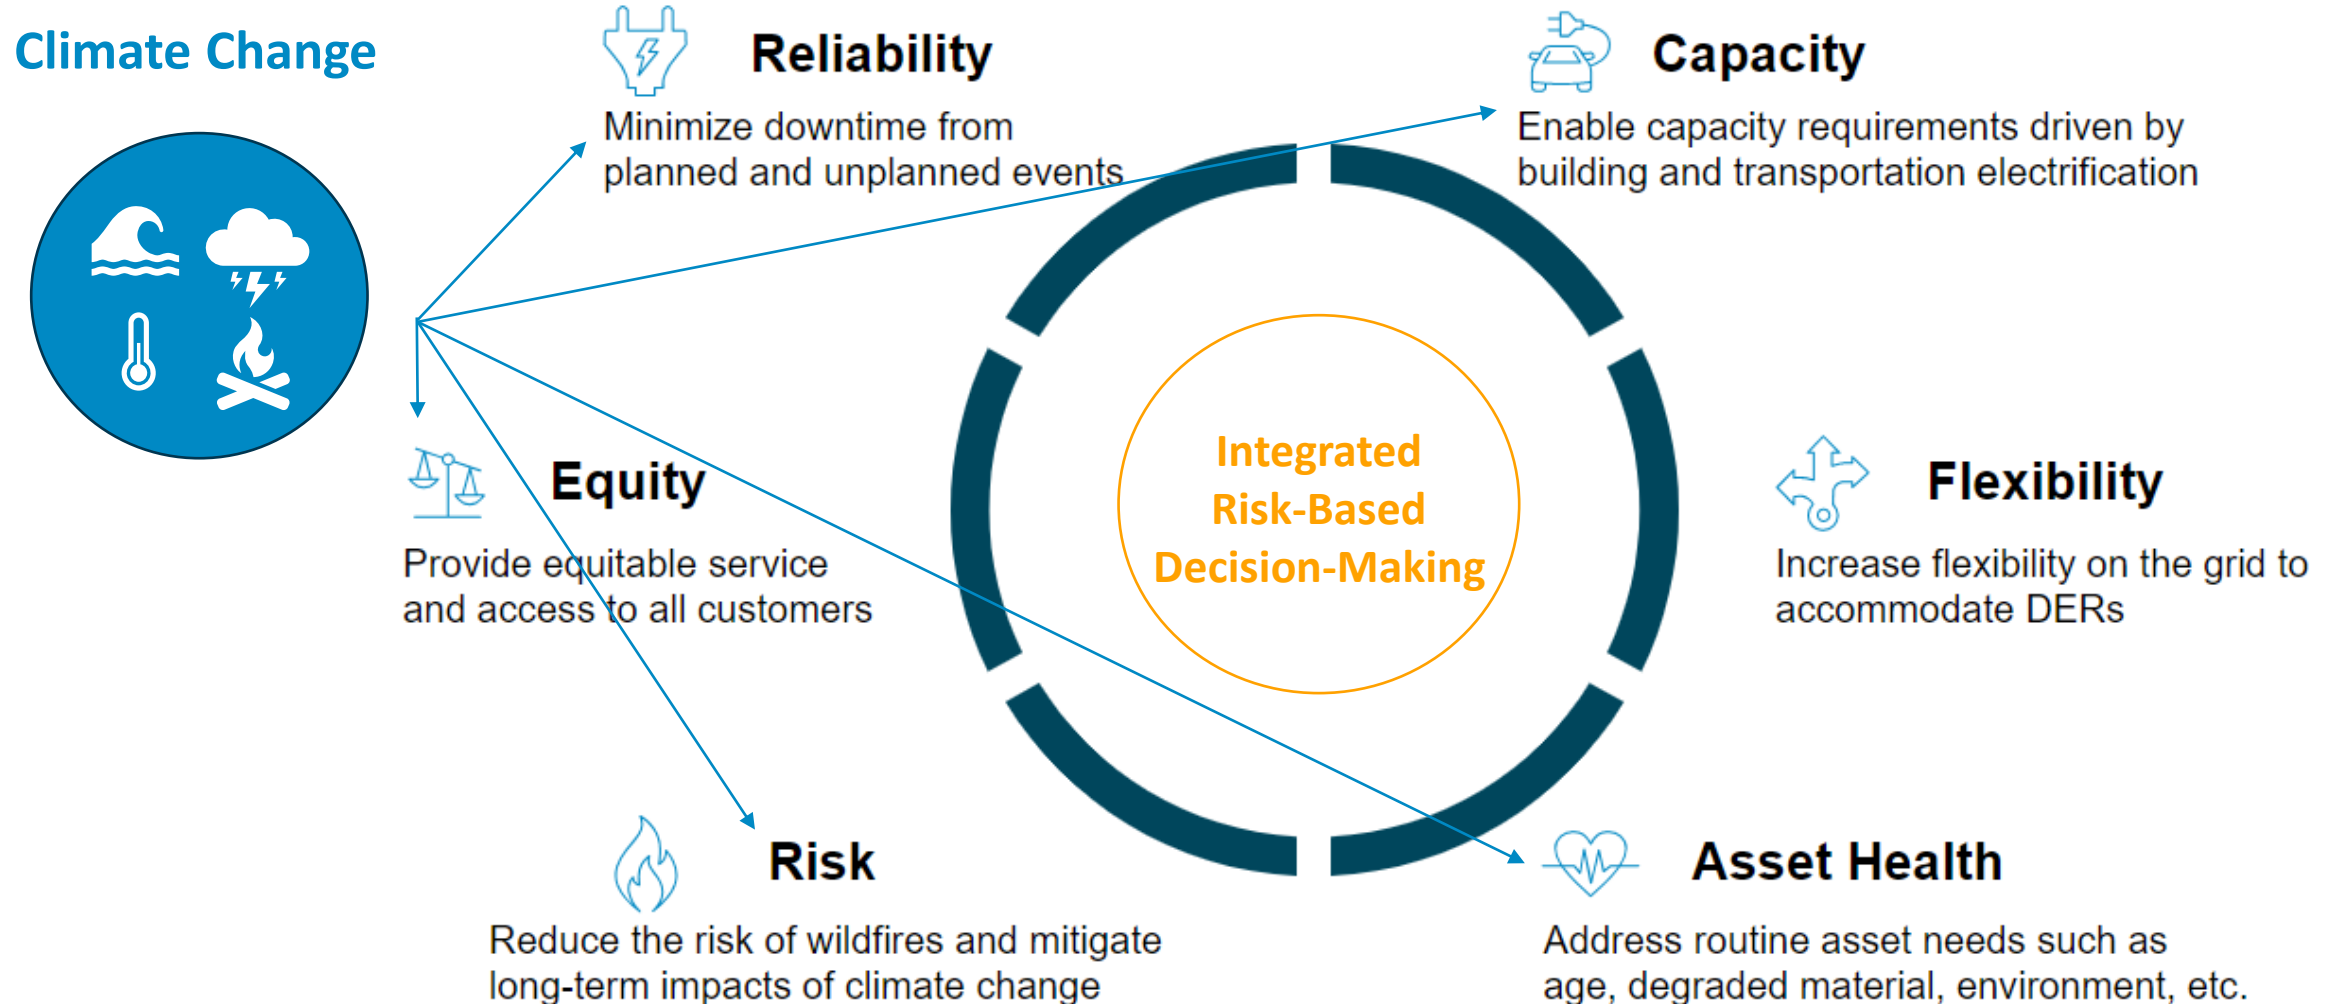 Climate Change
Reliability
Minimize downtime from
planned and unplanned events
Capacity
Enable capacity requirements driven by
building and transportation electrification
Integrated
Risk-Based
Decision-Making
Equity
Provide equitable service
and access to all customers
Flexibility
Increase flexibility on the grid to
accommodate DERs
Risk
Reduce the risk of wildfires and mitigate
long-term impacts of climate change
Asset Health
Address routine asset needs such as
age, degraded material, environment, etc.